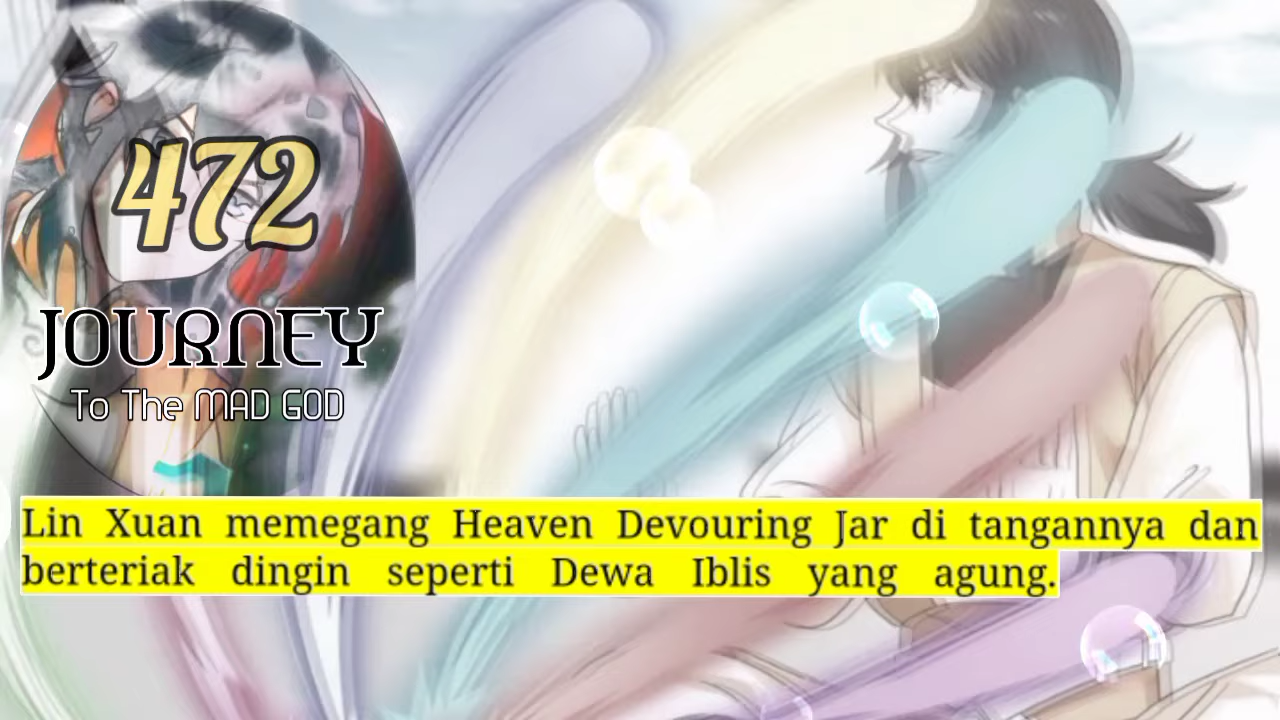 472
JOURNEY
To The MAD GOD
Lin Xuan memegang Heaven Devouring Jar di tangannya dan
berteriak dingin seperti Dewa Iblis yang agung.